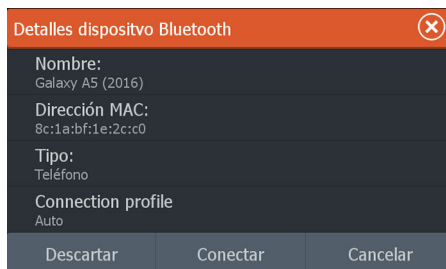 Detalles dispositvo Bluetooth
Nombre:
Galaxy A5 (2016)
Dirección MAC:
8c:1a:bf:1e:2c:c0
Tipo:
Teléfono
Connection profile
Auto
Descartar Conectar Cancelar